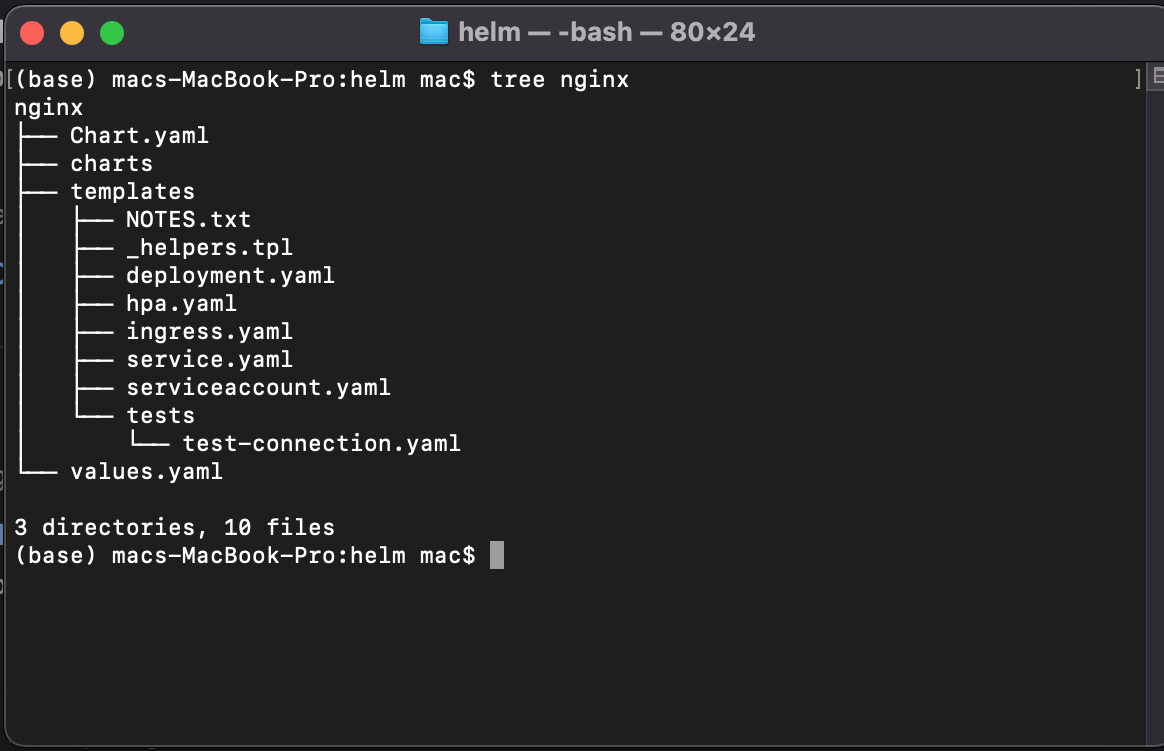 helm — -bash — 80×24
[(base) macs-MacBook-Pro:helm mac$ tree nginx ]
nginx
├── Chart.yaml
├── charts
├── templates
│   ├── NOTES.txt
│   ├── _helpers.tpl
│   ├── deployment.yaml
│   ├── hpa.yaml
│   ├── ingress.yaml
│   ├── service.yaml
│   ├── serviceaccount.yaml
│   └── tests
│       └── test-connection.yaml
└── values.yaml

3 directories, 10 files
(base) macs-MacBook-Pro:helm mac$